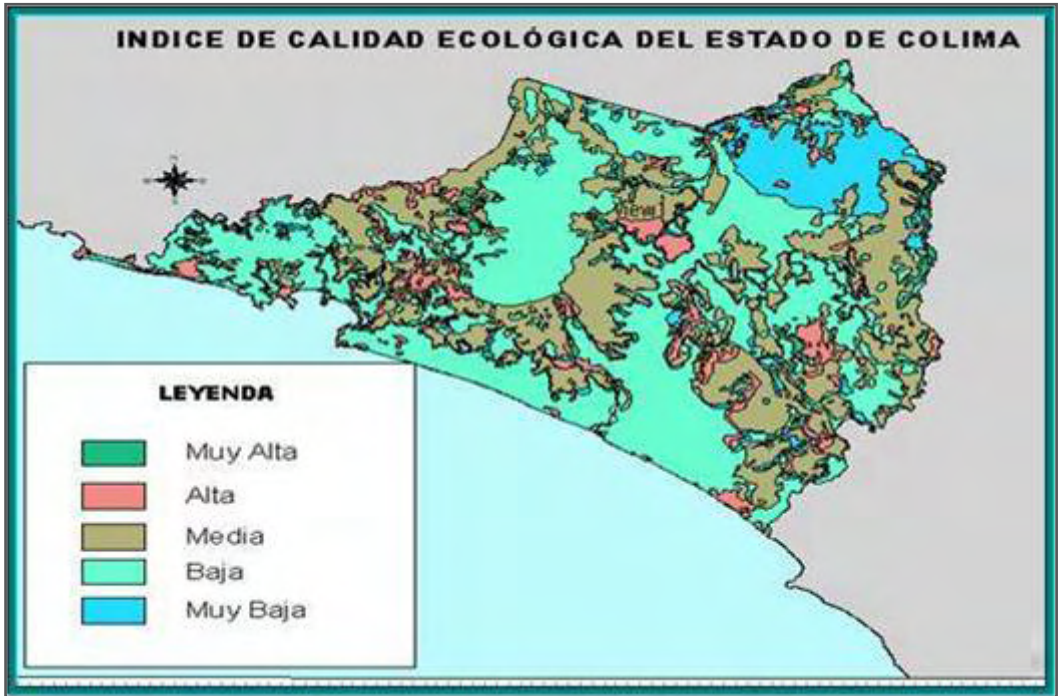 INDICE DE CALIDAD ECOLÓGICA DEL ESTADO DE COLIMA
LEYENDA
Muy Alta
Alta
Media
Baja
Muy Baja